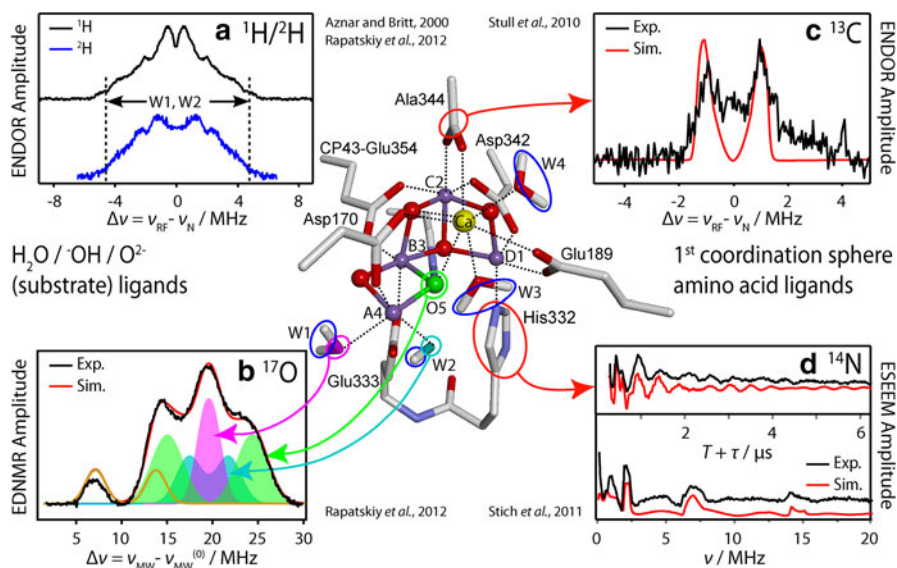 Aznar and Britt, 2000
Rapatskiy et al., 2012
Stull et al., 2010
ENDOR Amplitude
¹H
²H
a ¹H/²H
W1, W2
-8 -4 0 4 8
Δν = ν_RF - ν_N / MHz
Ala344
CP43-Glu354
Asp342
W4
C2
Ca
Asp170
B3
D1
Glu189
A4
O5
W3
W1
W2
His332
Glu333
Exp.
Sim.
c ¹³C
ENDOR Amplitude
-4 -2 0 2 4
Δν = ν_RF - ν_N / MHz
H₂O / ⁻OH / O²⁻
(substrate) ligands
1st coordination sphere
amino acid ligands
EDNMR Amplitude
b ¹⁷O
Exp.
Sim.
5 10 15 20 25 30
Δν = ν_MW - ν_MW⁽⁰⁾ / MHz
Rapatskiy et al., 2012
Stich et al., 2011
d ¹⁴N
ESEEM Amplitude
2 4 6
T + τ / μs
Exp.
Sim.
0 5 10 15 20
ν / MHz